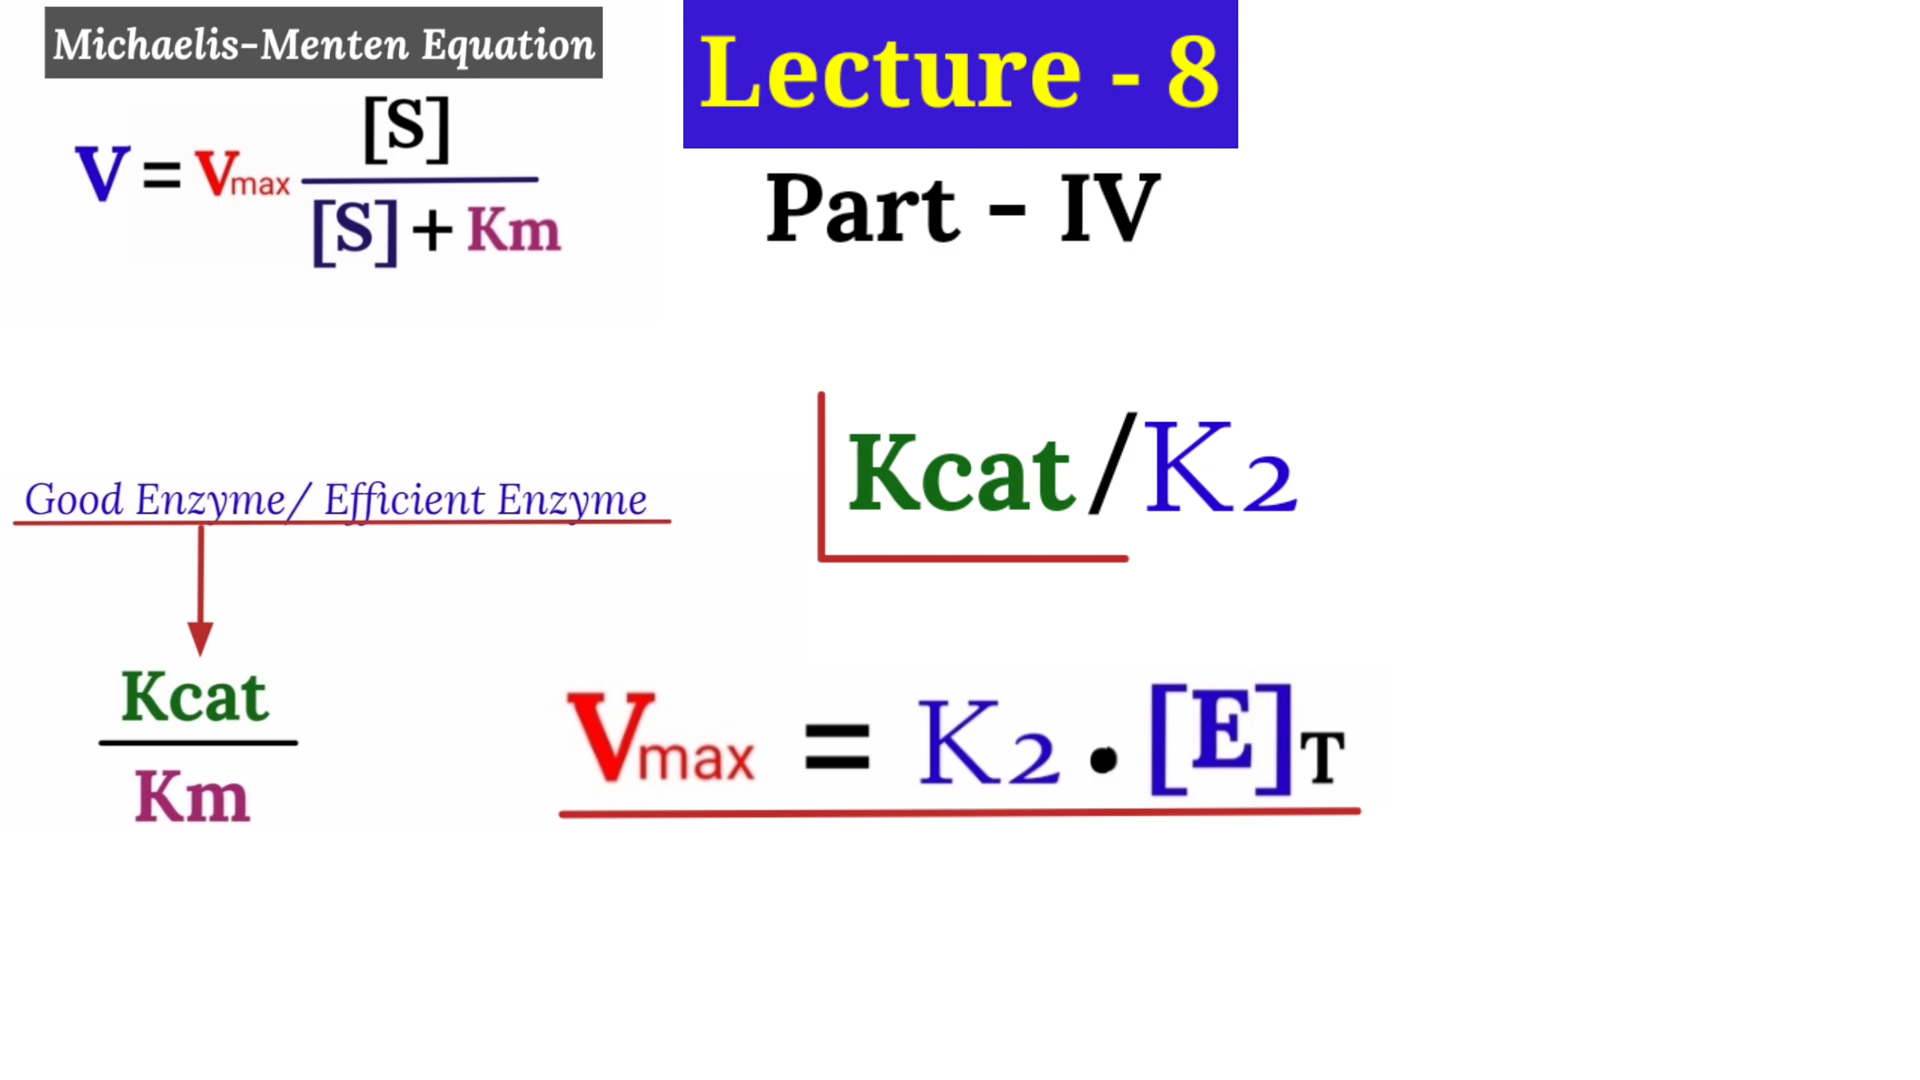 Michaelis-Menten Equation
V = Vmax [S] / [S] + Km
Lecture - 8
Part - IV
Good Enzyme/ Efficient Enzyme
Kcat
Km
Kcat/K2
Vmax = K2 • [E]T